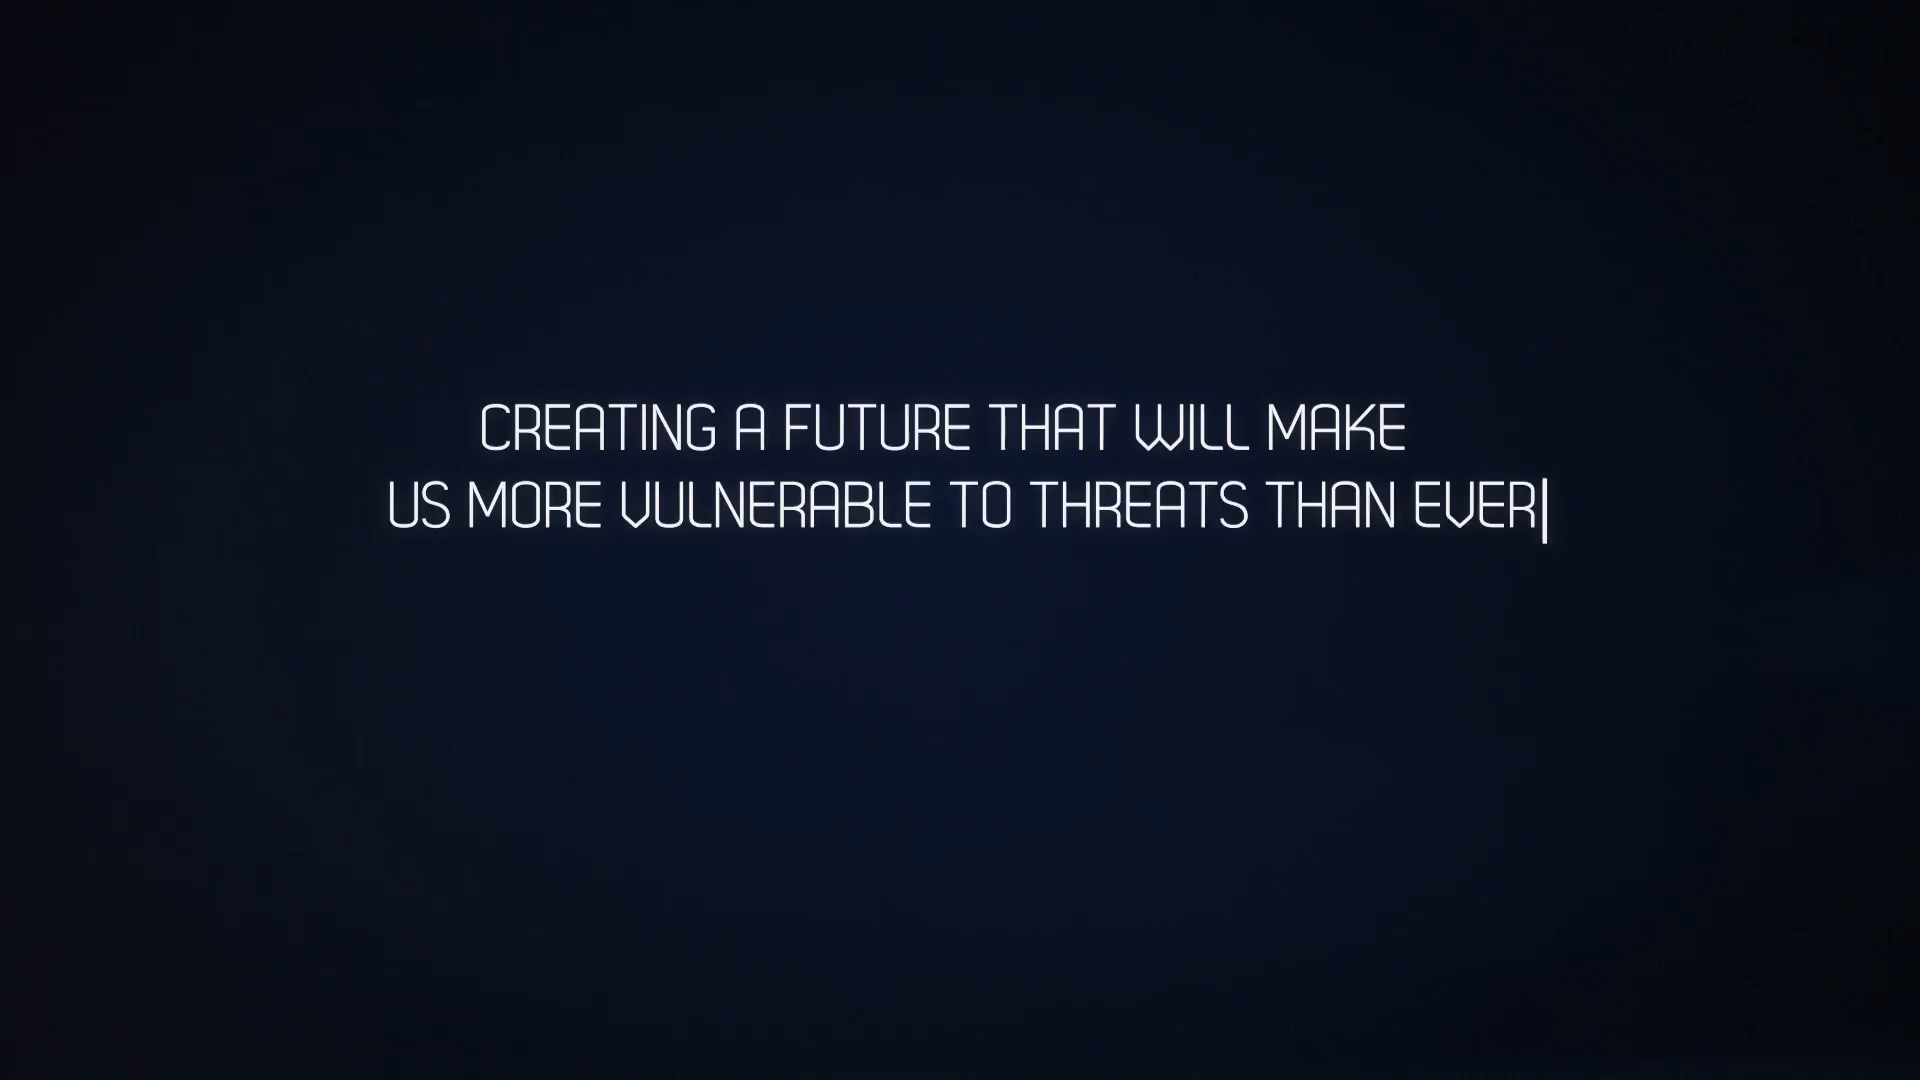 CREATING A FUTURE THAT WILL MAKE
US MORE VULNERABLE TO THREATS THAN EVER